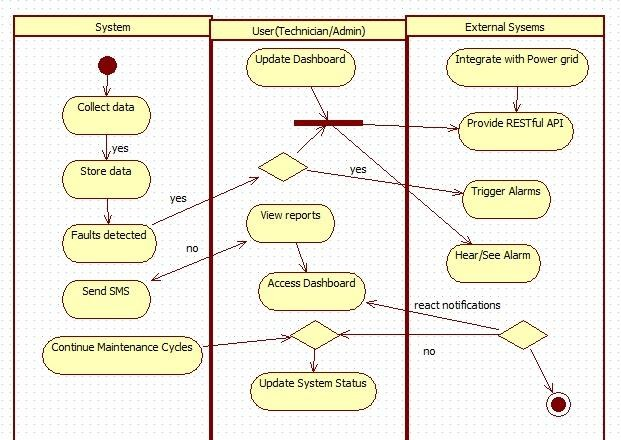 System
User(Technician/Admin)
External Sysems
Update Dashboard
Integrate with Power grid
Collect data
Provide RESTful API
yes
Store data
yes
Trigger Alarms
yes
View reports
Faults detected
no
Hear/See Alarm
Send SMS
Access Dashboard
react notifications
Continue Maintenance Cycles
no
Update System Status